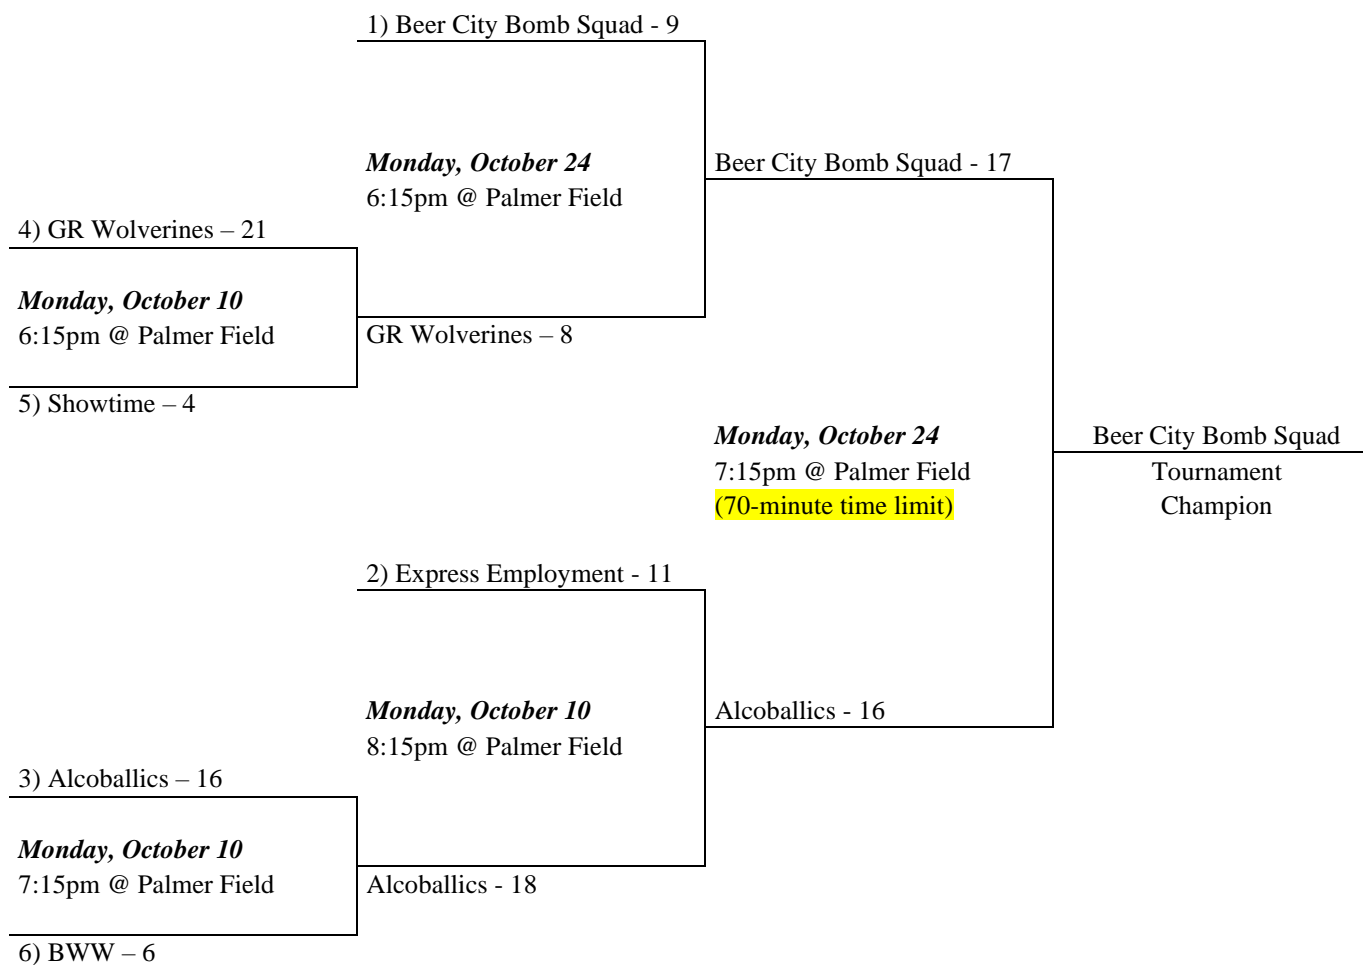 1) Beer City Bomb Squad - 9
Monday, October 24
6:15pm @ Palmer Field
Beer City Bomb Squad - 17
4) GR Wolverines – 21
Monday, October 10
6:15pm @ Palmer Field
GR Wolverines – 8
5) Showtime – 4
Monday, October 24
7:15pm @ Palmer Field
(70-minute time limit)
Beer City Bomb Squad
Tournament
Champion
2) Express Employment - 11
Monday, October 10
8:15pm @ Palmer Field
Alcoballics - 16
3) Alcoballics – 16
Monday, October 10
7:15pm @ Palmer Field
Alcoballics - 18
6) BWW – 6